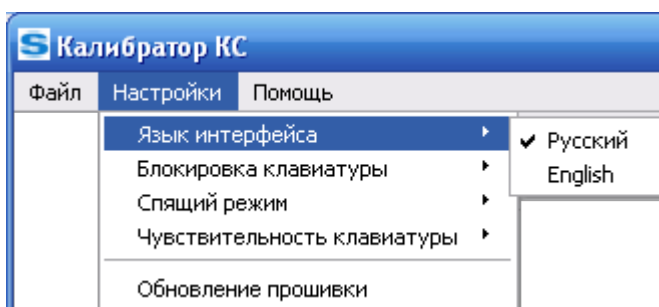 S Калибратор КС
Файл Настройки Помощь
Язык интерфейса
Русский
English
Блокировка клавиатуры
Спящий режим
Чувствительность клавиатуры
Обновление прошивки